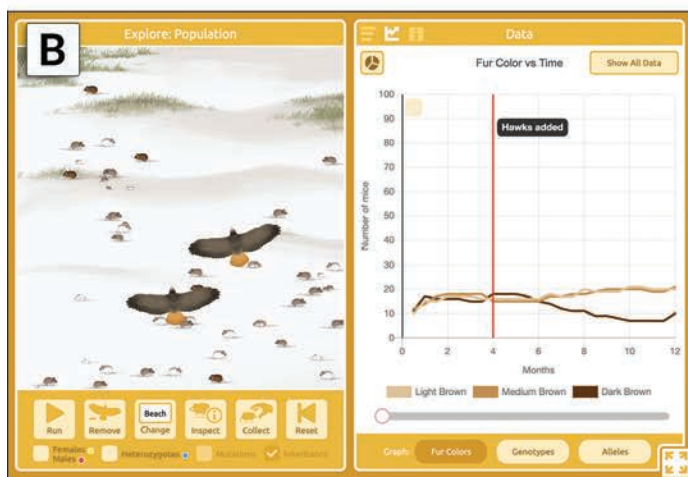 B
Explore: Population
Run
Remove
Beach
Change
Inspect
Collect
Reset
Females
Males
Heterozygotes
Mutations
Inheritance
Data
Fur Color vs Time
Show All Data
Hawks added
Number of mice
100
90
80
70
60
50
40
30
20
10
0
0 2 4 6 8 10 12
Months
Light Brown Medium Brown Dark Brown
Graph: Fur Colors Genotypes Alleles